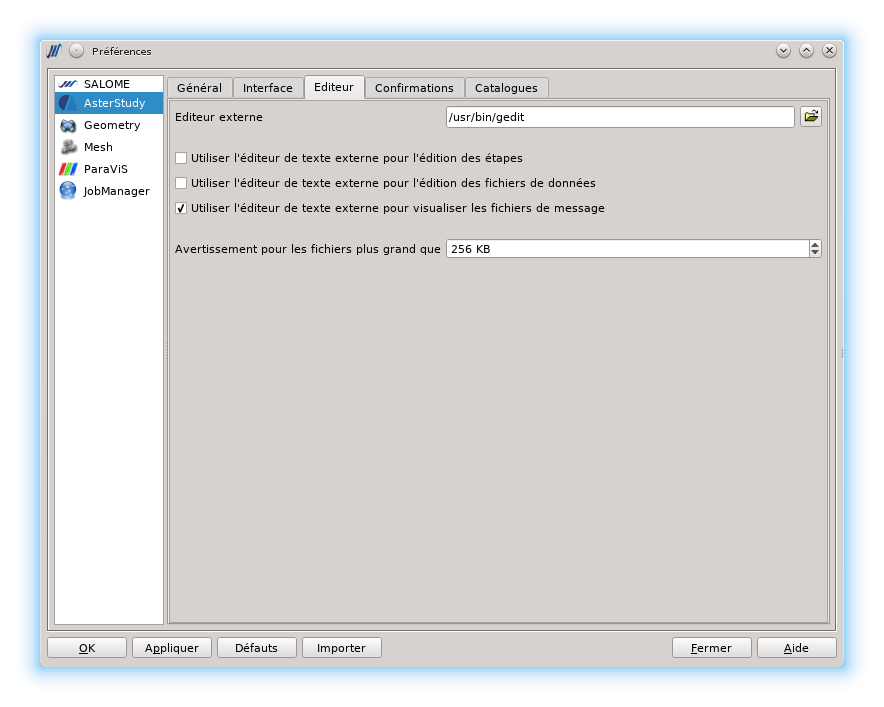 Préférences
SALOME
AsterStudy
Geometry
Mesh
ParaViS
JobManager
Général Interface Editeur Confirmations Catalogues
Editeur externe /usr/bin/gedit
Utiliser l'éditeur de texte externe pour l'édition des étapes
Utiliser l'éditeur de texte externe pour l'édition des fichiers de données
Utiliser l'éditeur de texte externe pour visualiser les fichiers de message
Avertissement pour les fichiers plus grand que 256 KB
OK Appliquer Défauts Importer Fermer Aide